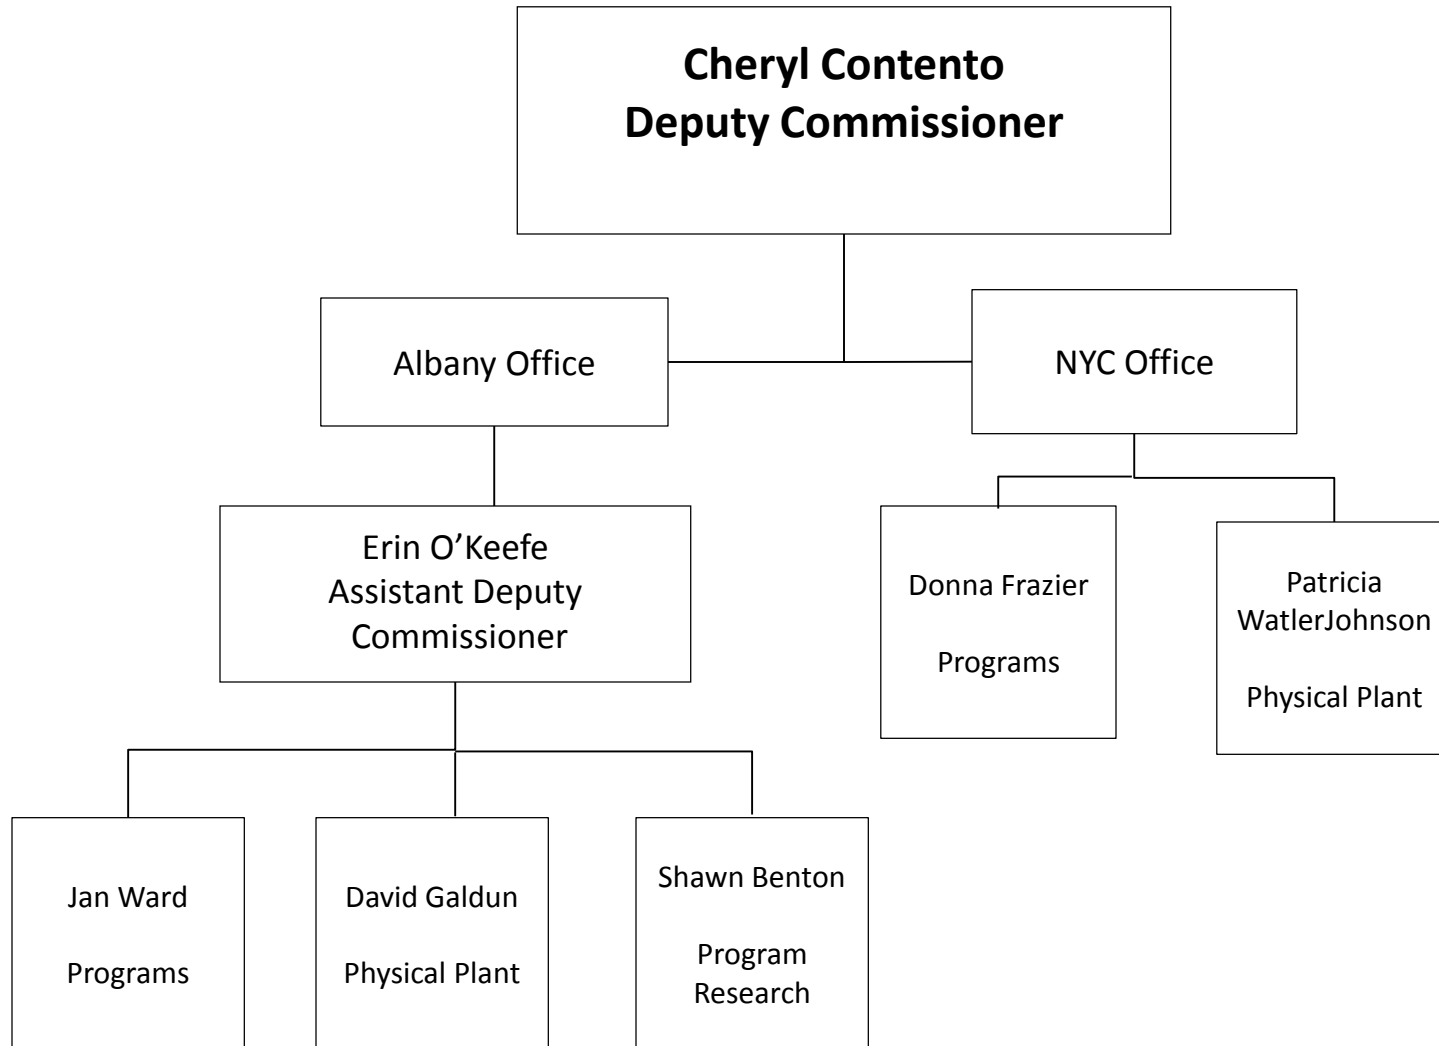 Cheryl Contento
Deputy Commissioner
Albany Office
NYC Office
Erin O’Keefe
Assistant Deputy
Commissioner
Donna Frazier
Programs
Patricia
WatlerJohnson
Physical Plant
Jan Ward
Programs
David Galdun
Physical Plant
Shawn Benton
Program
Research